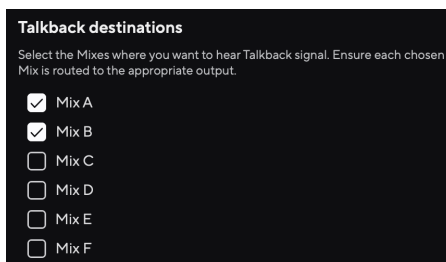 Talkback destinations
Select the Mixes where you want to hear Talkback signal. Ensure each chosen
Mix is routed to the appropriate output.
Mix A
Mix B
Mix C
Mix D
Mix E
Mix F